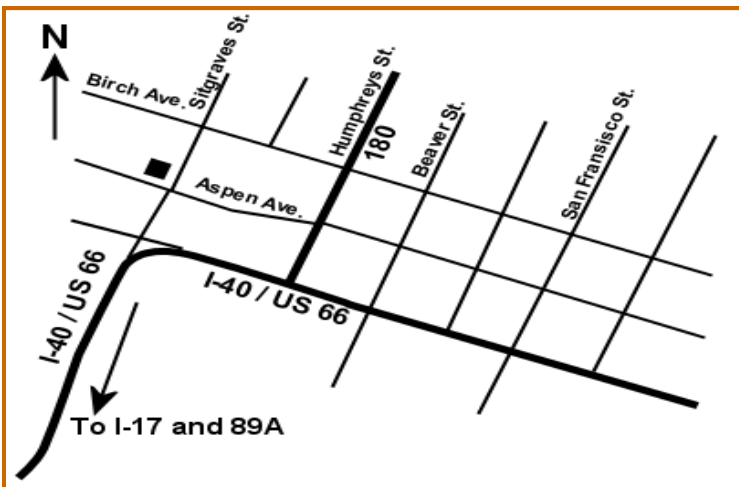 N
Birch Ave.
Sitgraves St.
Humphreys St.
180
Beaver St.
San Fransisco St.
Aspen Ave.
I-40 / US 66
I-40 / US 66
To I-17 and 89A